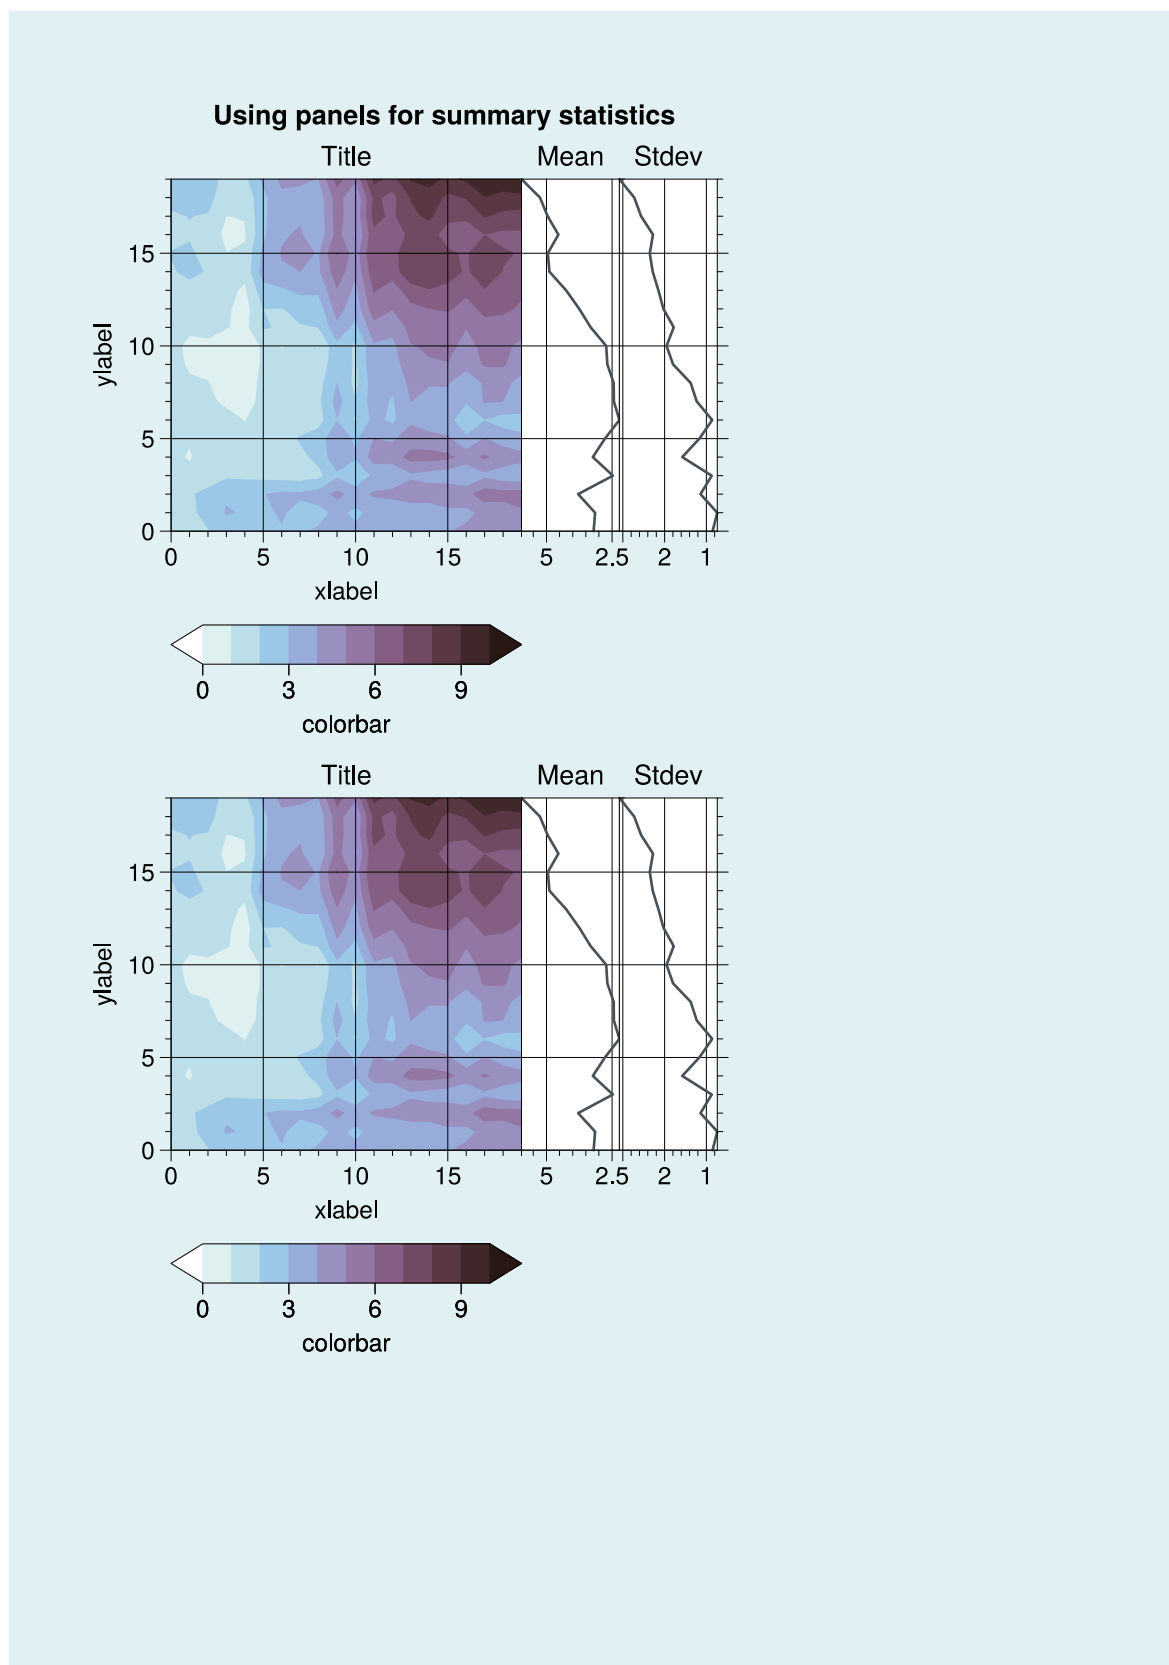 Using panels for summary statistics
Title Mean Stdev
15
10
5
0
ylabel
0 5 10 15 5 2.5 2 1
xlabel
0 3 6 9
colorbar
Title Mean Stdev
15
10
5
0
ylabel
0 5 10 15 5 2.5 2 1
xlabel
0 3 6 9
colorbar